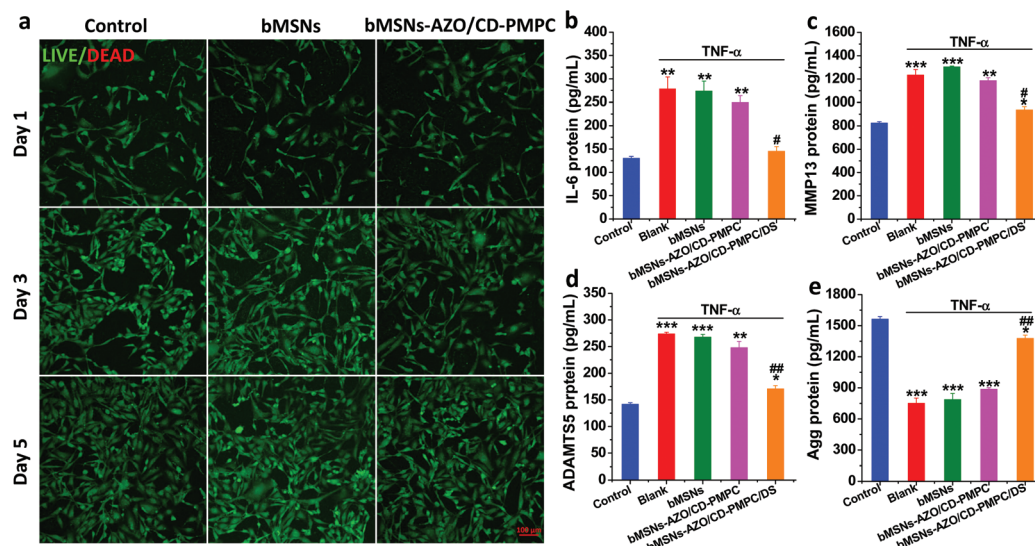 a
Control
bMSNs
bMSNs-AZO/CD-PMPC
LIVE/DEAD
Day 1
Day 3
Day 5
100 μm
b
TNF-α
IL-6 protein (pg/mL)
400
350
300
250
200
150
100
50
0
**
**
**
#
Control
Blank
bMSNs
bMSNs-AZO/CD-PMPC
bMSNs-AZO/CD-PMPC/DS
c
TNF-α
MMP13 protein (pg/mL)
1600
1400
1200
1000
800
600
400
200
0
***
***
**
#
*
Control
Blank
bMSNs
bMSNs-AZO/CD-PMPC
bMSNs-AZO/CD-PMPC/DS
d
TNF-α
ADAMTS5 prptein (pg/mL)
350
300
250
200
150
100
50
0
***
***
**
##
*
Control
Blank
bMSNs
bMSNs-AZO/CD-PMPC
bMSNs-AZO/CD-PMPC/DS
e
TNF-α
Agg protein (pg/mL)
1800
1500
1200
900
600
300
0
***
***
***
##
*
Control
Blank
bMSNs
bMSNs-AZO/CD-PMPC
bMSNs-AZO/CD-PMPC/DS